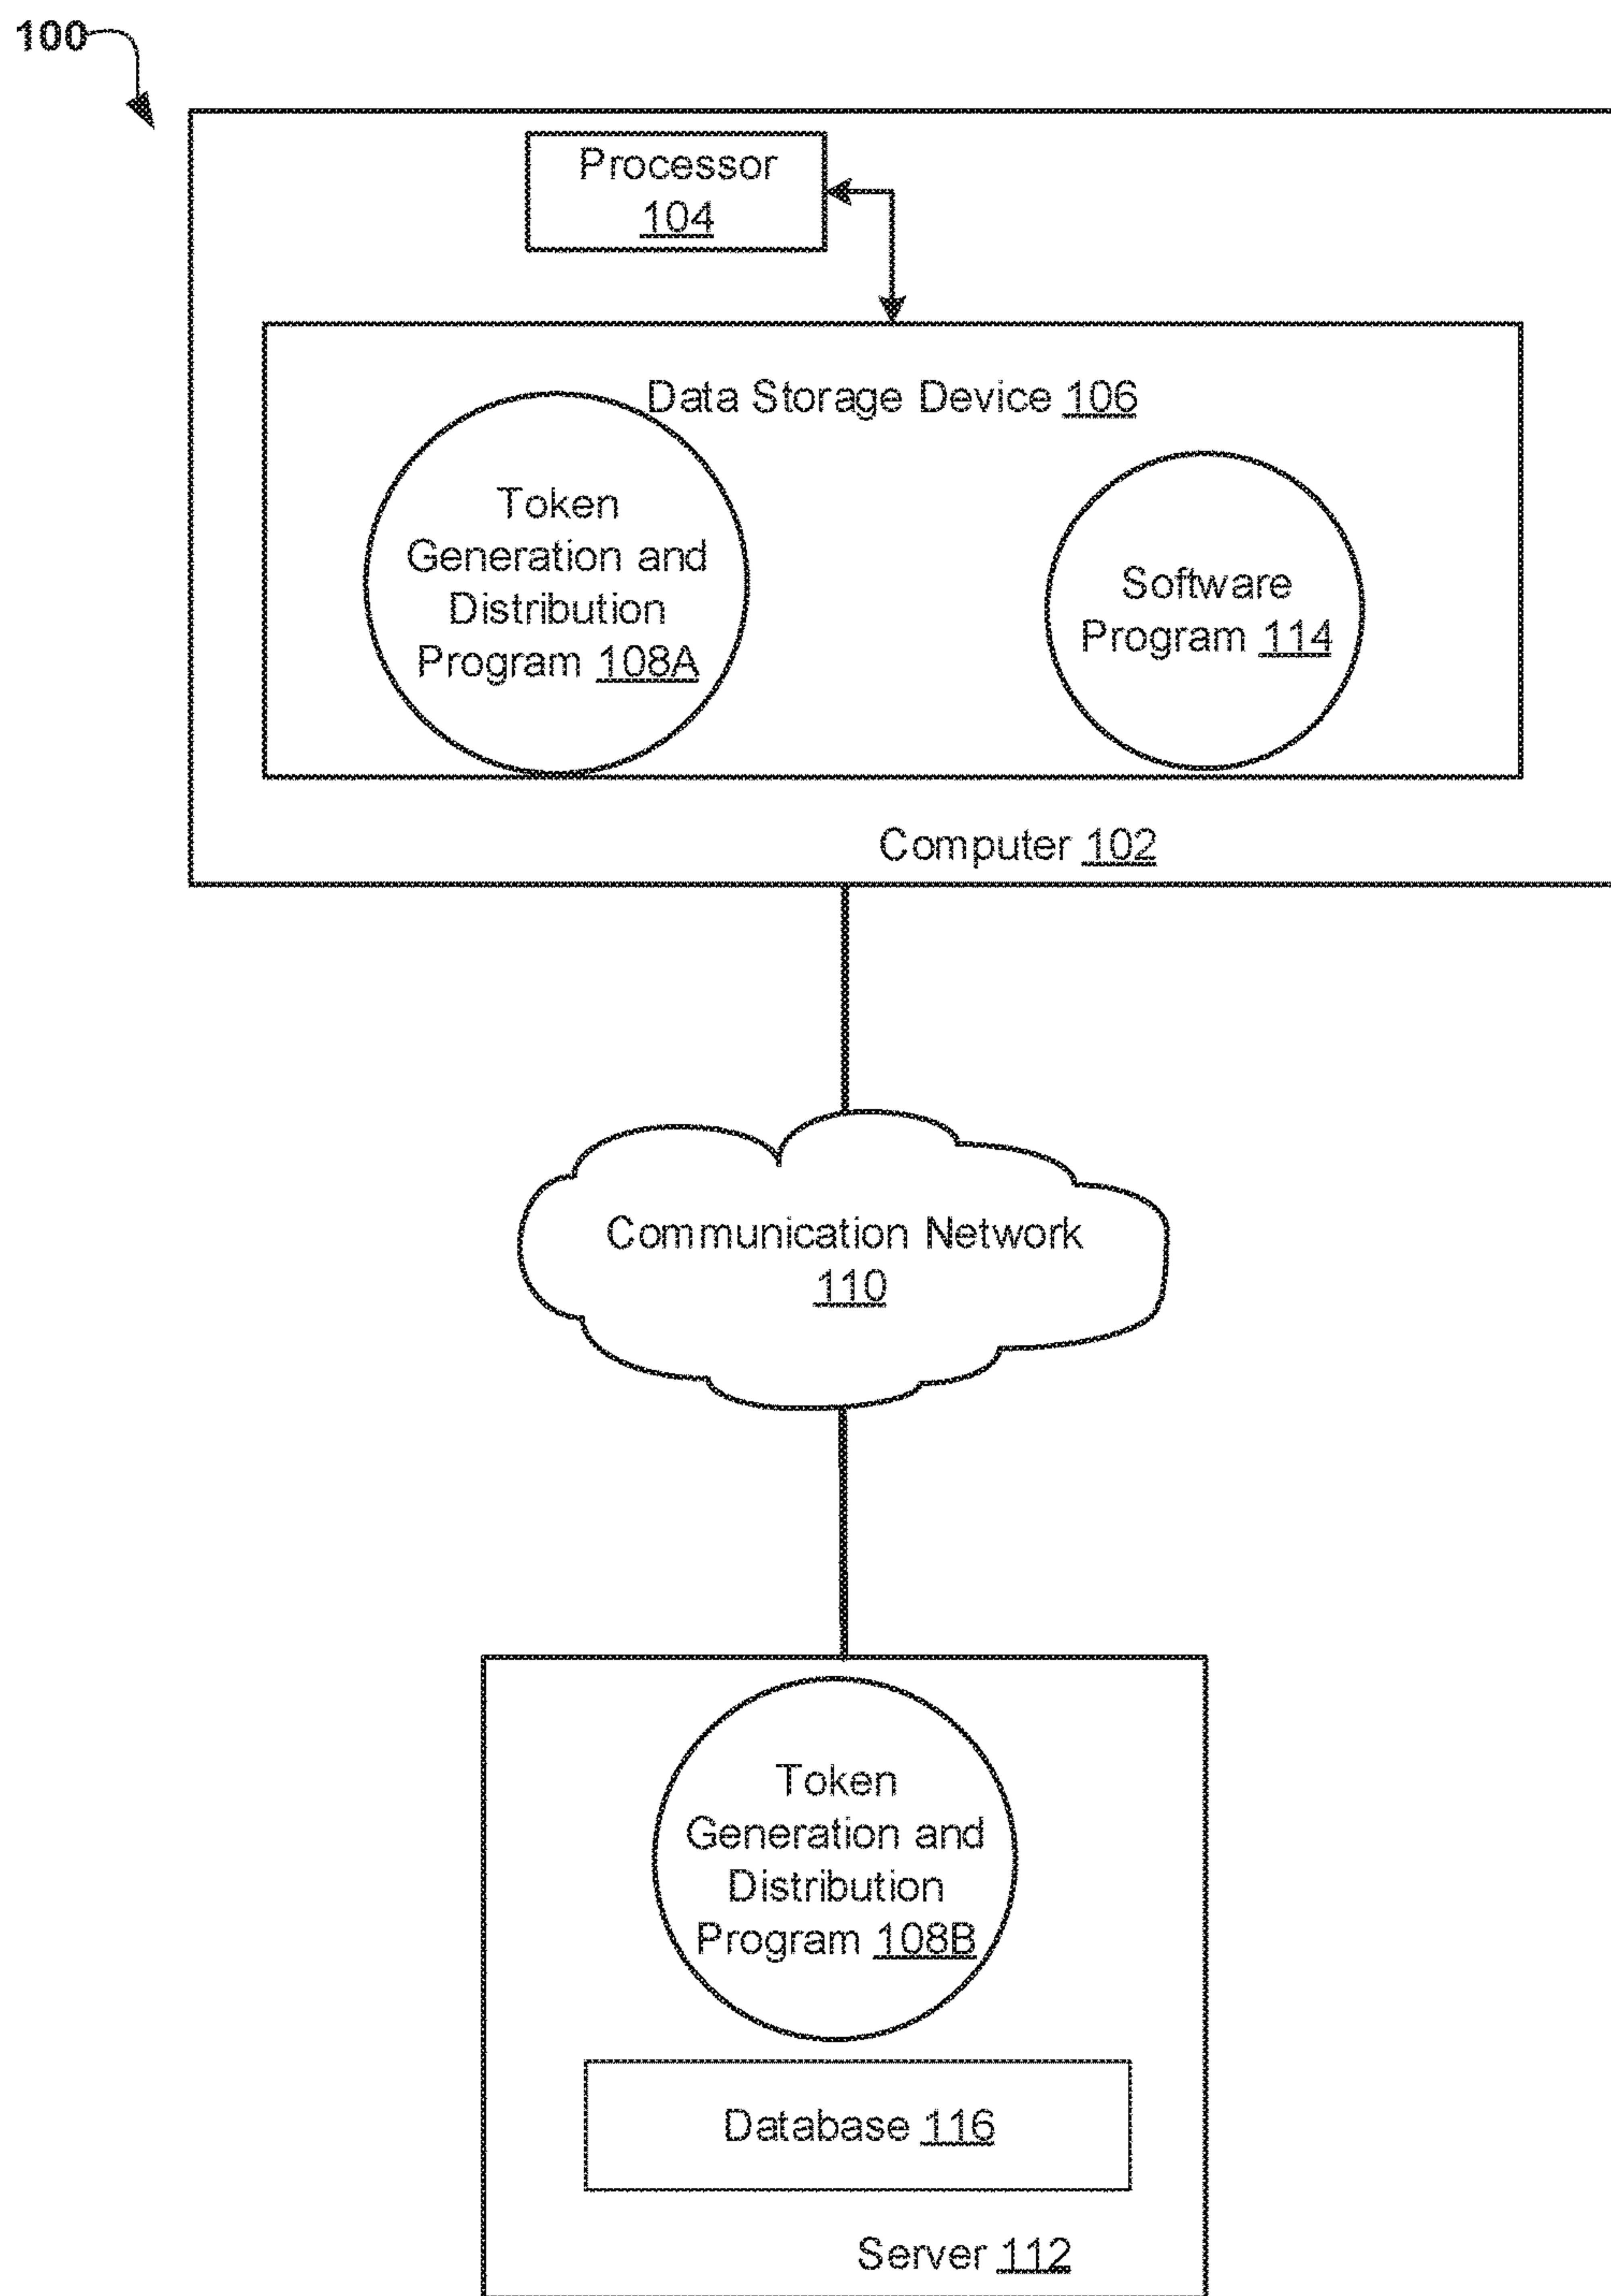 100
Processor
104
Data Storage Device 106
Token
Generation and
Distribution
Program 108A
Software
Program 114
Computer 102
Communication Network
110
Token
Generation and
Distribution
Program 108B
Database 116
Server 112